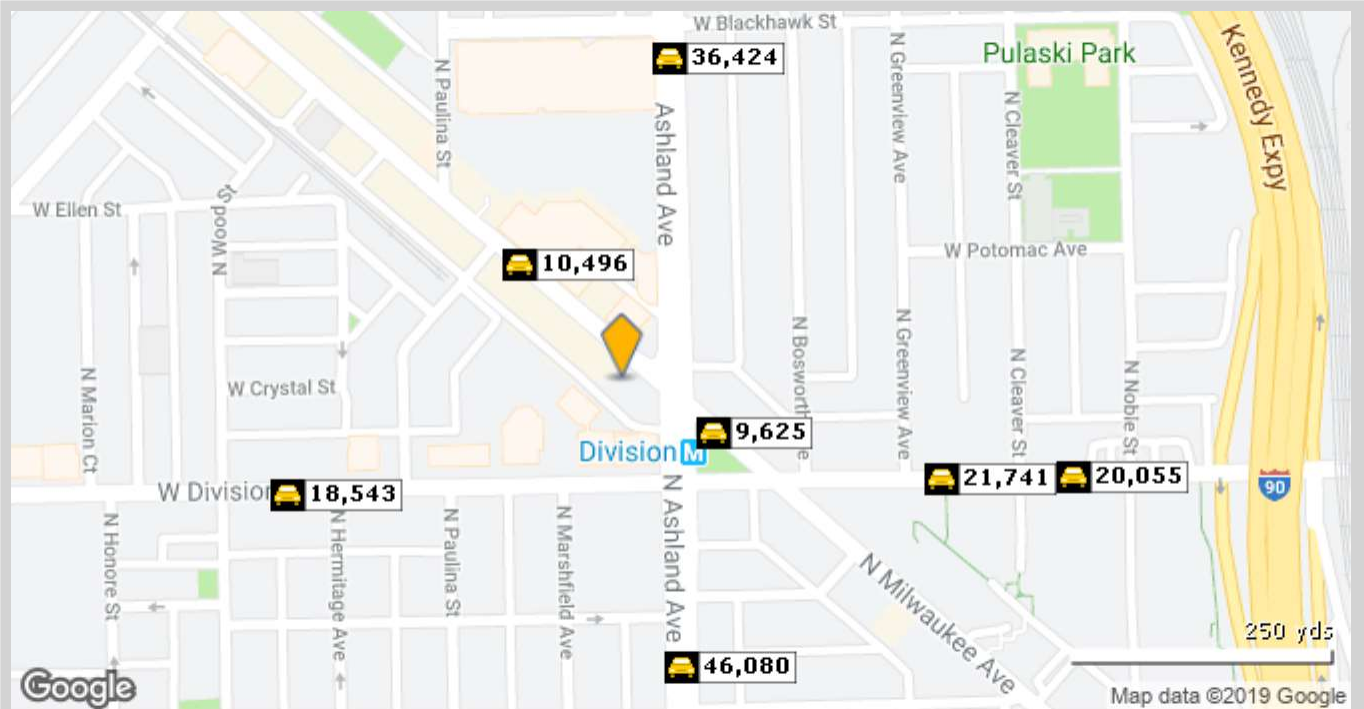 W Blackhawk St
36,424
Pulaski Park
Kennedy Expy
N Paulina St
Ashland Ave
N Greenview Ave
N Cleaver St
W Ellen St
N Wood St
10,496
W Potomac Ave
N Marion Ct
W Crystal St
N Bosworth
e
N Greenview Ave
N Cleaver St
N Noble St
9,625
Division M
W Division
18,543
21,741
20,055
90
N Honore St
N Hermitage Ave
N Paulina St
N Marshfield Ave
N Ashland Ave
N Milwaukee Ave
250 yds
46,080
Google
Map data ©2019 Google